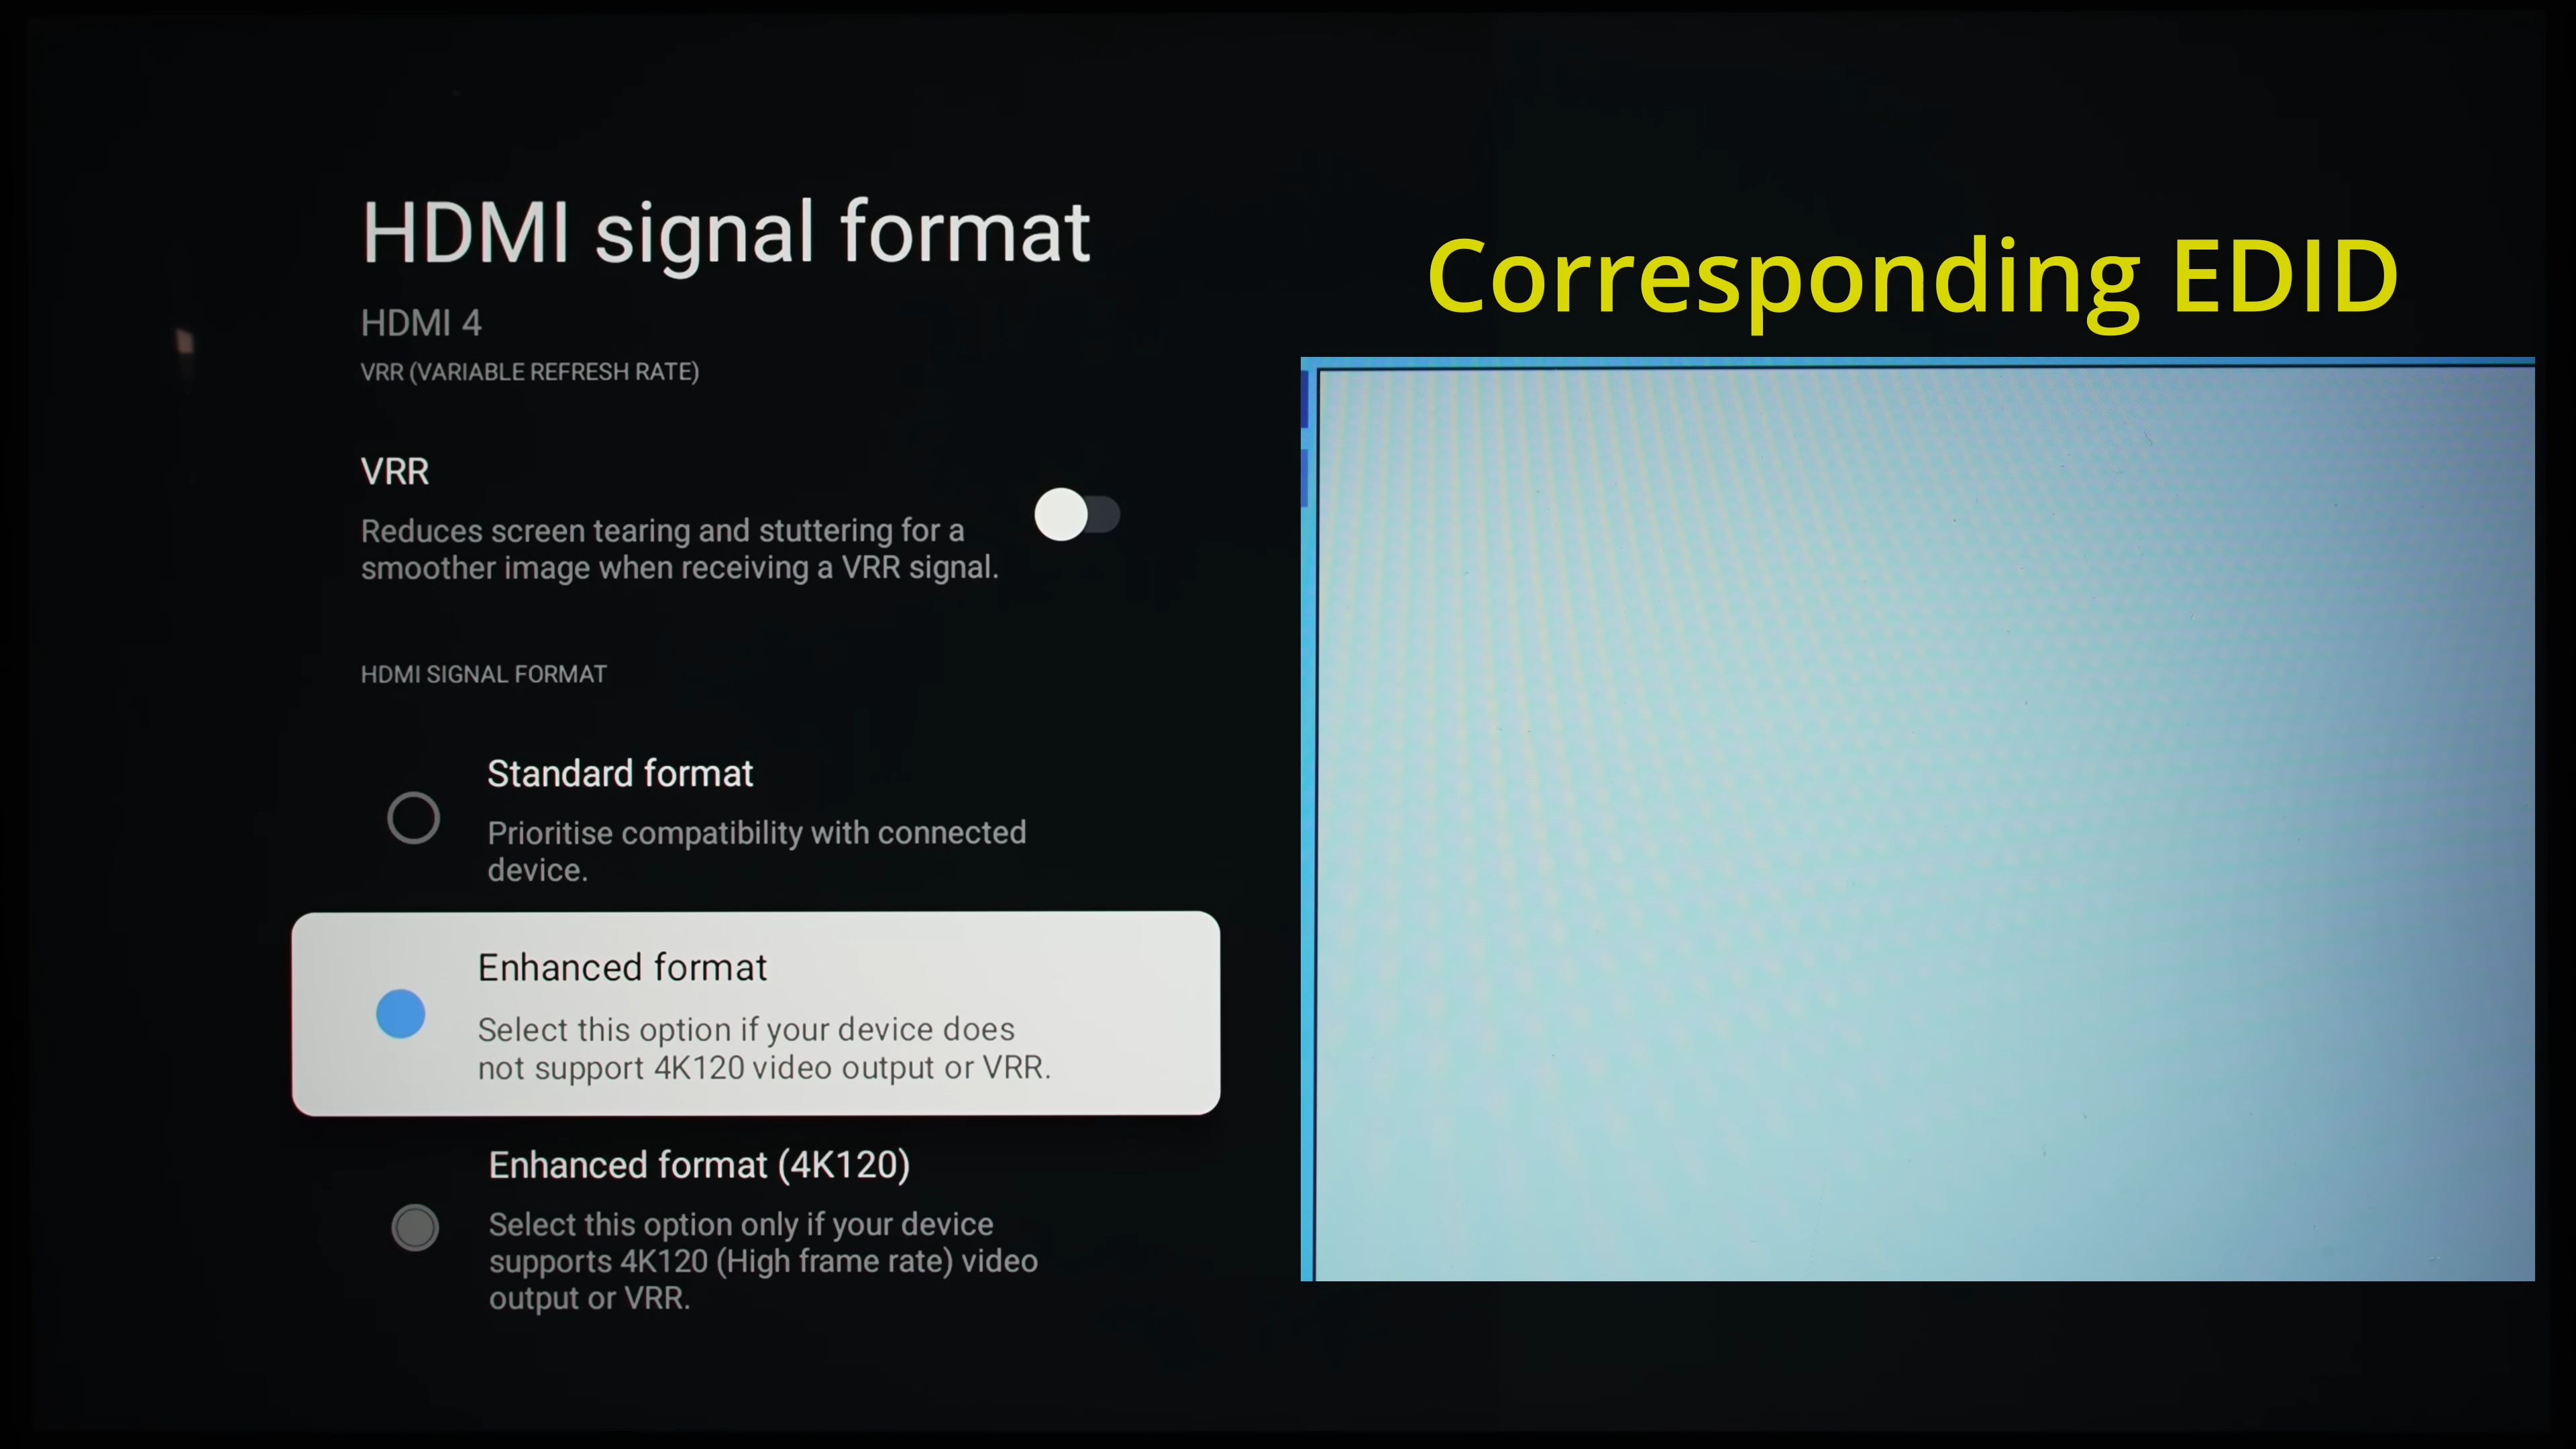 HDMI signal format
HDMI 4
VRR (VARIABLE REFRESH RATE)
VRR
Reduces screen tearing and stuttering for a
smoother image when receiving a VRR signal.
HDMI SIGNAL FORMAT
Standard format
Prioritise compatibility with connected
device.
Enhanced format
Select this option if your device does
not support 4K120 video output or VRR.
Enhanced format (4K120)
Select this option only if your device
supports 4K120 (High frame rate) video
output or VRR.
Corresponding EDID